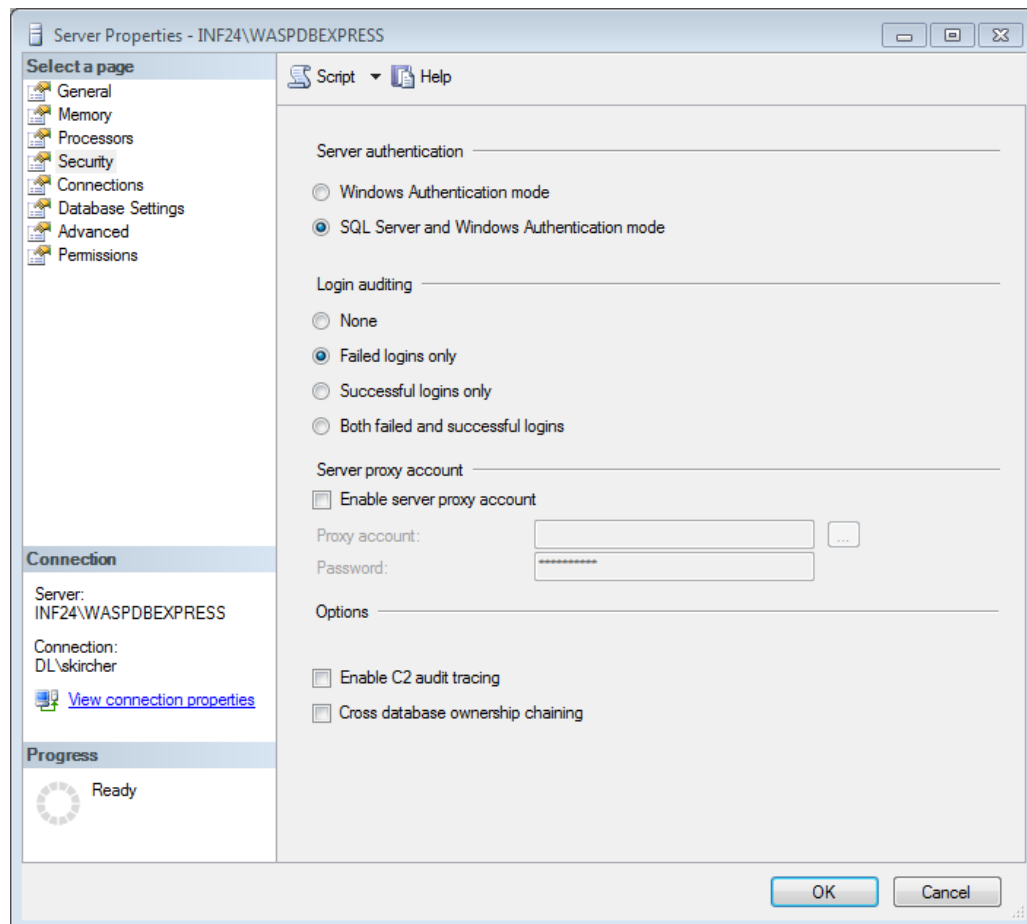 Server Properties - INF24\WASPDBEXPRESS
Select a page
General
Memory
Processors
Security
Connections
Database Settings
Advanced
Permissions
Connection
Server:
INF24\WASPDBEXPRESS
Connection:
DL\skircher
View connection properties
Progress
Ready
Script
Help
Server authentication
Windows Authentication mode
SQL Server and Windows Authentication mode
Login auditing
None
Failed logins only
Successful logins only
Both failed and successful logins
Server proxy account
Enable server proxy account
Proxy account:
...
Password:
**********
Options
Enable C2 audit tracing
Cross database ownership chaining
OK
Cancel